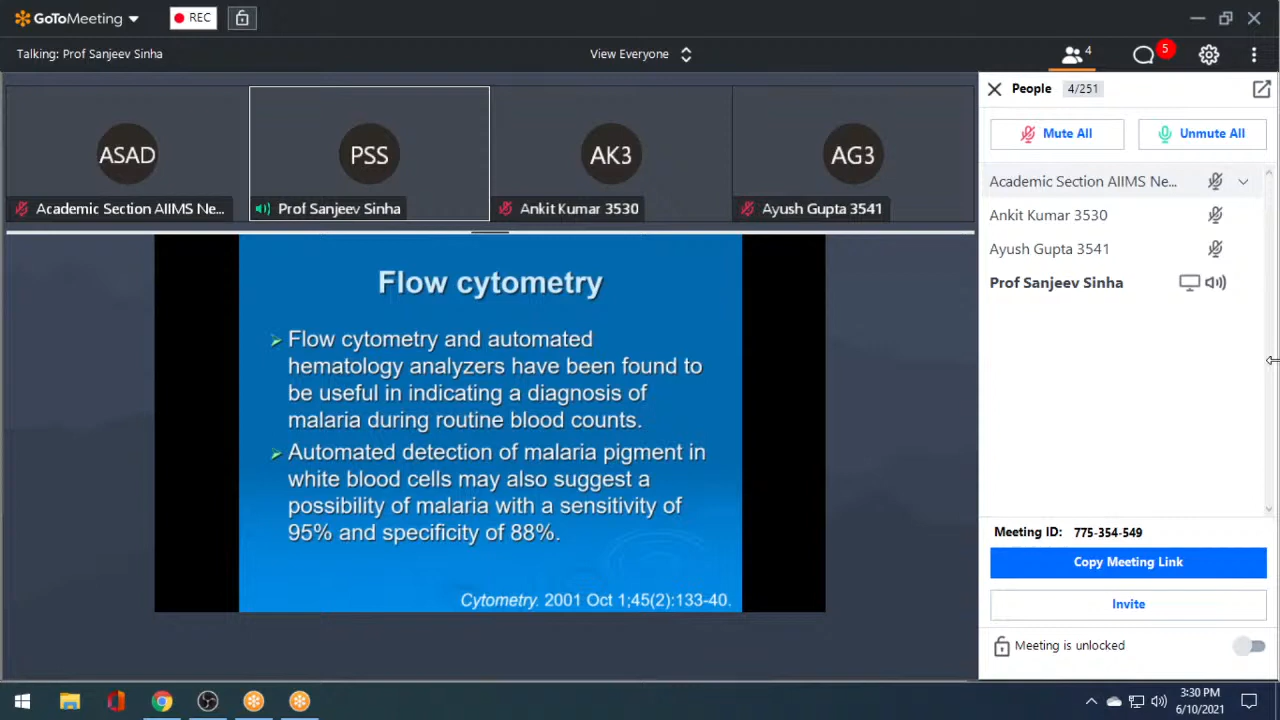 GoToMeeting
REC
Talking: Prof Sanjeev Sinha
View Everyone
4
5
ASAD
Academic Section AIIMS Ne...
PSS
Prof Sanjeev Sinha
AK3
Ankit Kumar 3530
AG3
Ayush Gupta 3541
Flow cytometry
Flow cytometry and automated
hematology analyzers have been found to
be useful in indicating a diagnosis of
malaria during routine blood counts.
Automated detection of malaria pigment in
white blood cells may also suggest a
possibility of malaria with a sensitivity of
95% and specificity of 88%.
Cytometry. 2001 Oct 1;45(2):133-40.
People 4/251
Mute All
Unmute All
Academic Section AIIMS Ne...
Ankit Kumar 3530
Ayush Gupta 3541
Prof Sanjeev Sinha
Meeting ID: 775-354-549
Copy Meeting Link
Invite
Meeting is unlocked
3:30 PM
6/10/2021